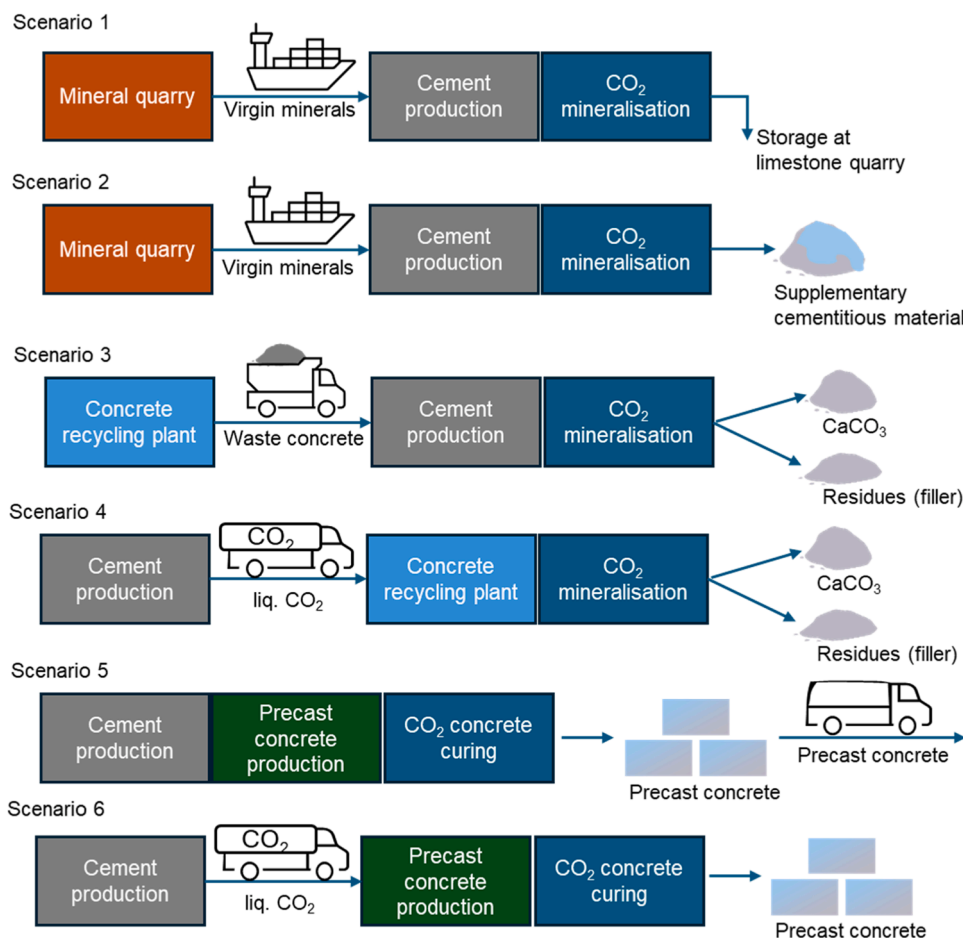 Scenario 1
Mineral quarry
Virgin minerals
Cement
production
CO₂
mineralisation
Storage at
limestone quarry
Scenario 2
Mineral quarry
Virgin minerals
Cement
production
CO₂
mineralisation
Supplementary
cementitious material
Scenario 3
Concrete
recycling plant
Waste concrete
Cement
production
CO₂
mineralisation
CaCO₃
Residues (filler)
Scenario 4
Cement
production
CO₂
liq. CO₂
Concrete
recycling plant
CO₂
mineralisation
CaCO₃
Residues (filler)
Scenario 5
Cement
production
Precast
concrete
production
CO₂ concrete
curing
Precast concrete
Precast concrete
Scenario 6
Cement
production
CO₂
liq. CO₂
Precast
concrete
production
CO₂ concrete
curing
Precast concrete